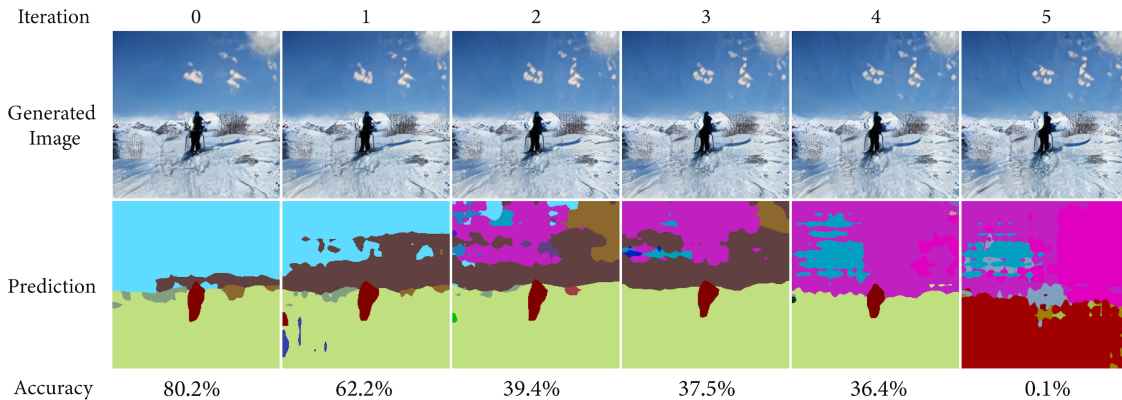 Iteration 0 1 2 3 4 5
Generated
Image
Prediction
Accuracy 80.2% 62.2% 39.4% 37.5% 36.4% 0.1%